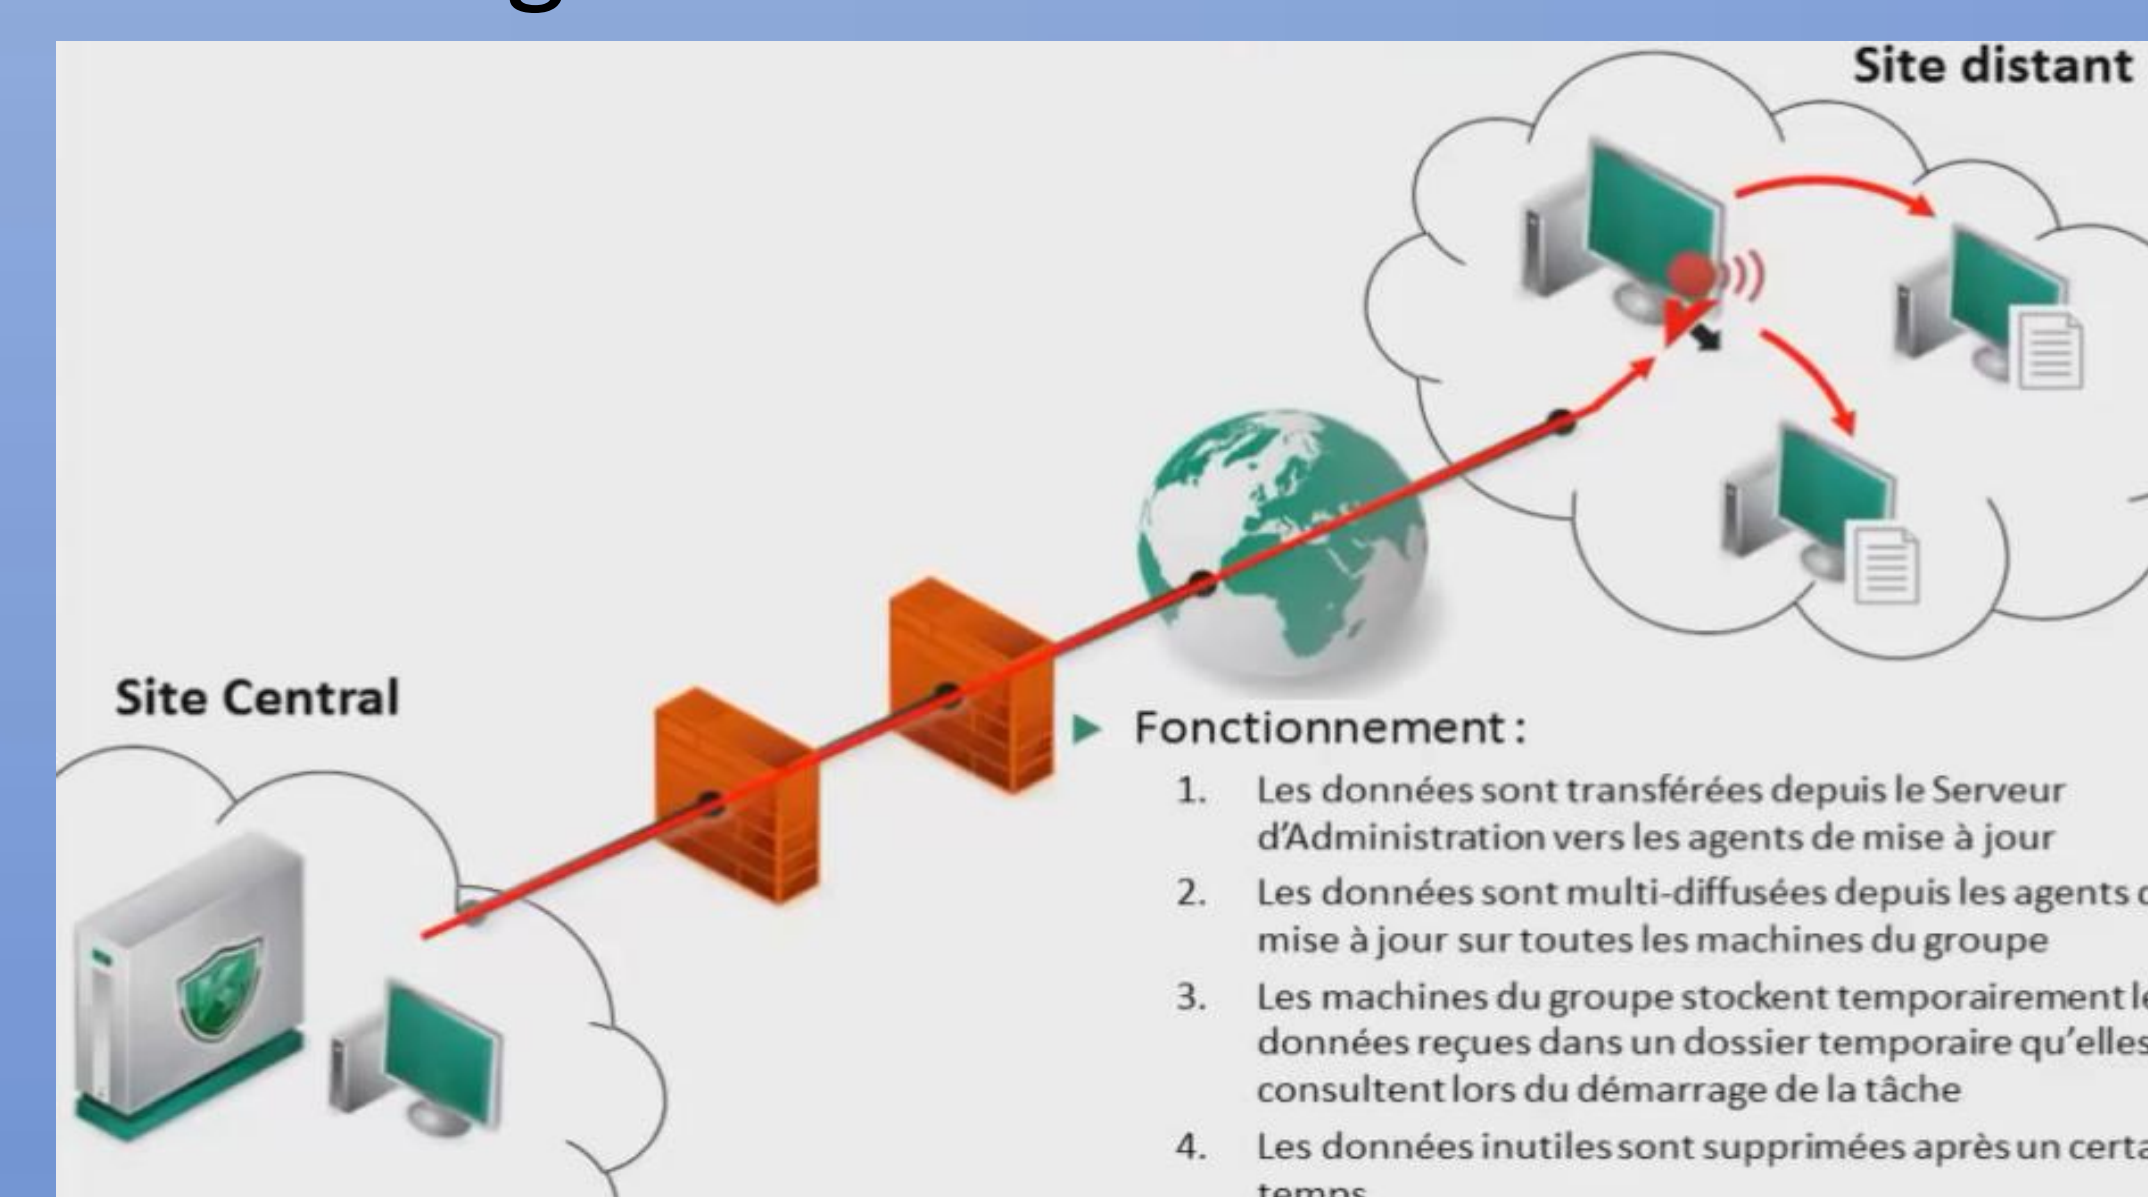 Site distant
Site Central
Fonctionnement :
1. Les données sont transférées depuis le Serveur
d’Administration vers les agents de mise à jour
2. Les données sont multi-diffusées depuis les agents
mise à jour sur toutes les machines du groupe
3. Les machines du groupe stockent temporairement
données reçues dans un dossier temporaire qu’elles
consultent lors du démarrage de la tâche
4. Les données inutiles sont supprimées après un
temps